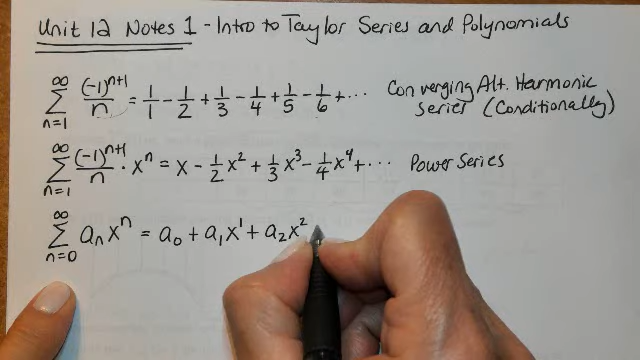 Unit 12 Notes 1 - Intro to Taylor Series and Polynomials
∞ Σ n=1 (-1)^{n+1}/n = 1/1 - 1/2 + 1/3 - 1/4 + 1/5 - 1/6 + ··· Converging Alt. Harmonic Series (Conditionally)
∞ Σ n=1 (-1)^{n+1}/n · x^n = x - 1/2 x^2 + 1/3 x^3 - 1/4 x^4 + ··· Power Series
∞ Σ n=0 a_n x^n = a_0 + a_1 x^1 + a_2 x^2